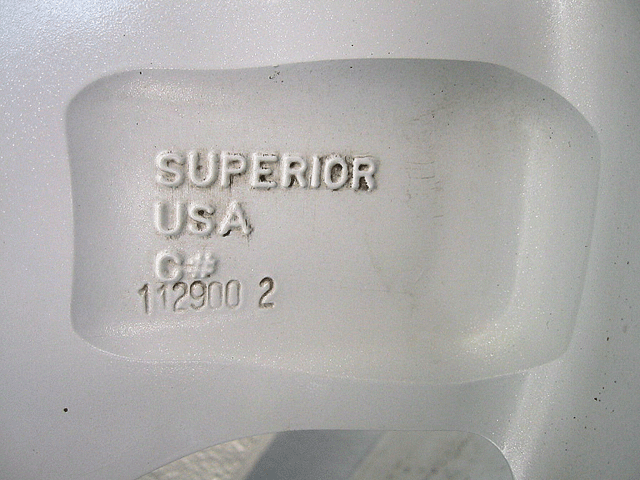 SUPERIOR
USA
C#
112900 2